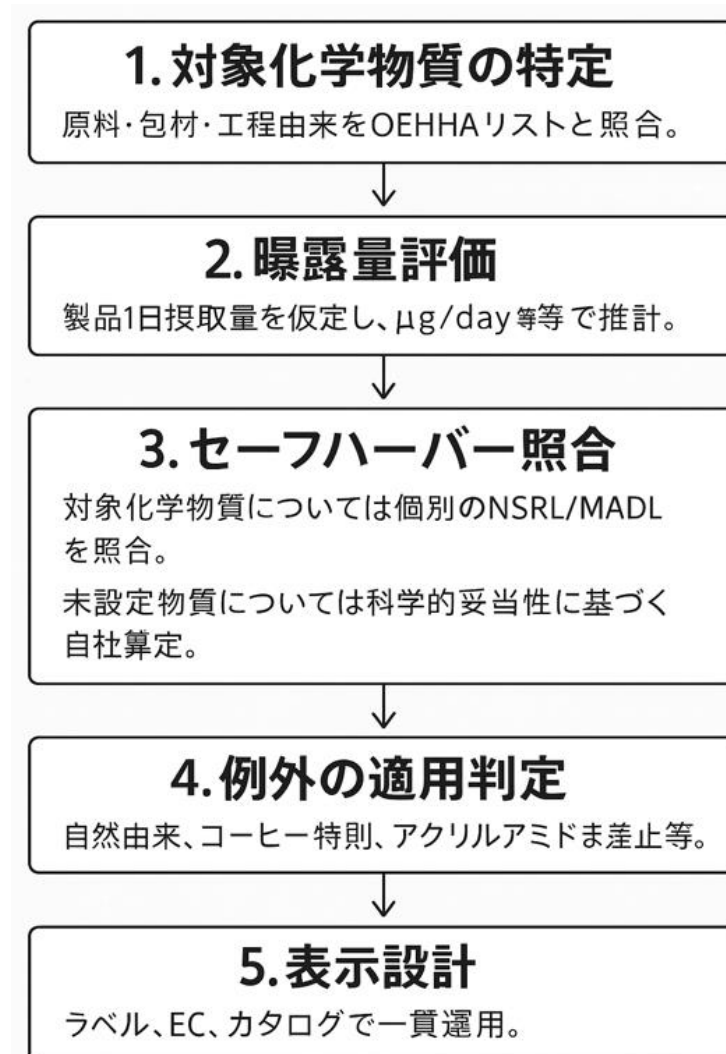 1.対象化学物質の特定
原料・包材・工程由来をOEHHAリストと照合。
2.曝露量評価
製品1日摂取量を仮定し、μg/day等等で推計。
3.セーフハーバー照合
対象化学物質については個別のNSRL/MADL
を照合。
未設定物質については科学的妥当性に基づく
自社算定。
4.例外の適用判定
自然由来、コーヒー特則、アクリルアミドま差止等。
5.表示設計
ラベル、EC、カタログで一貫運用。